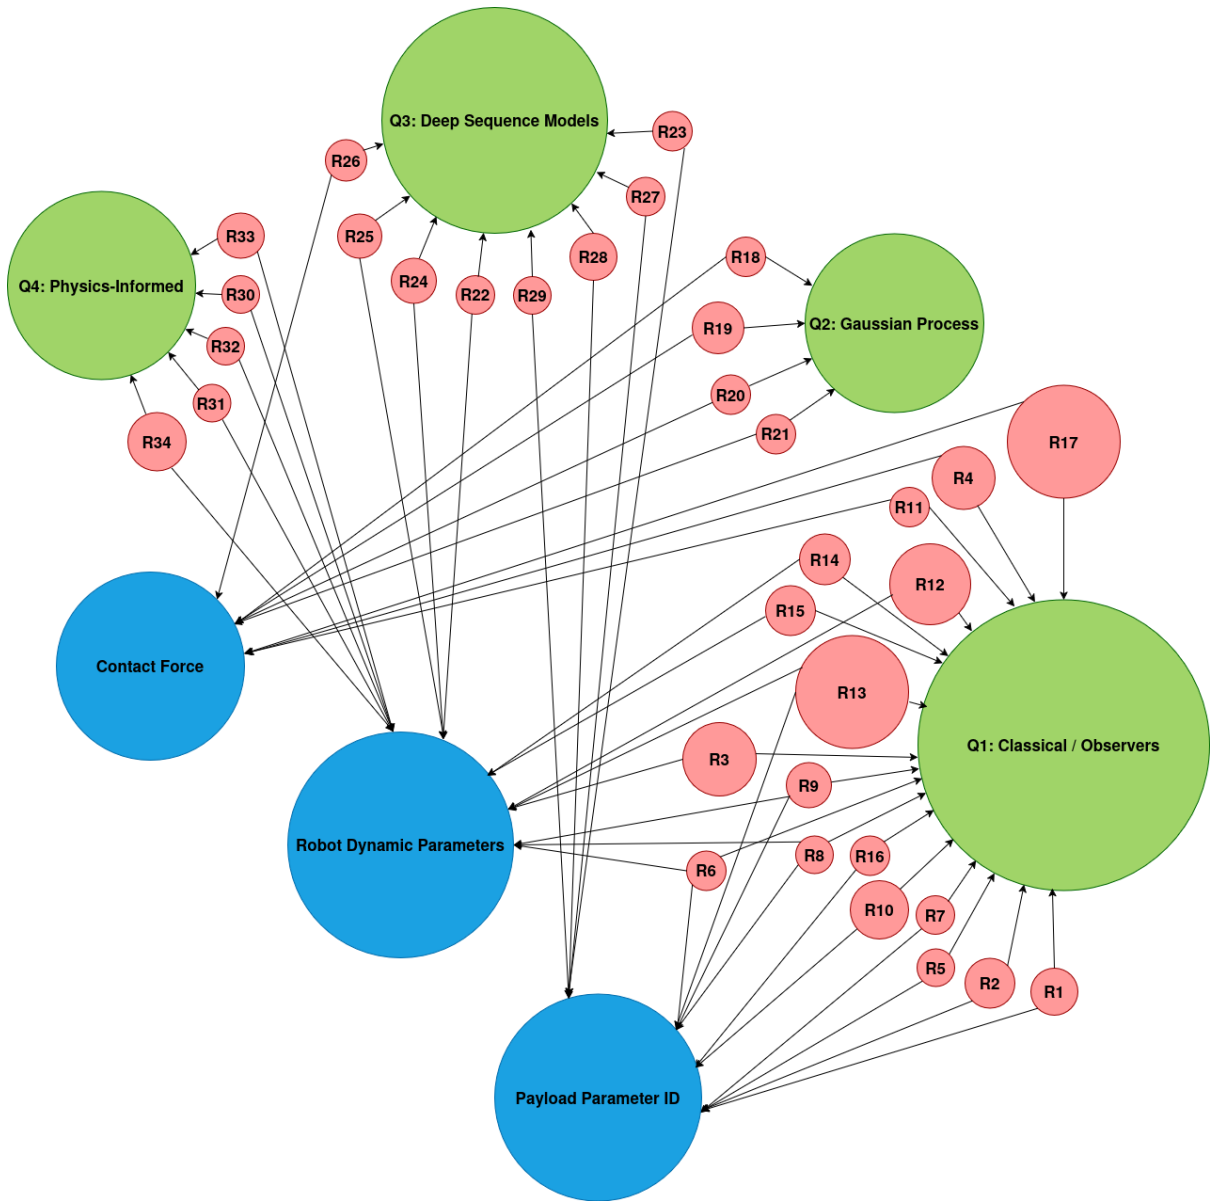 Q3: Deep Sequence Models
R23
R26
R27
R33
R25
R28
R18
R24
Q4: Physics-Informed
R30
R22
R29
R19
Q2: Gaussian Process
R32
R20
R31
R21
R34
R17
R4
R11
R14
R12
R15
Contact Force
R13
Q1: Classical / Observers
R3
R9
Robot Dynamic Parameters
R8
R16
R6
R10
R7
R5
R2
R1
Payload Parameter ID